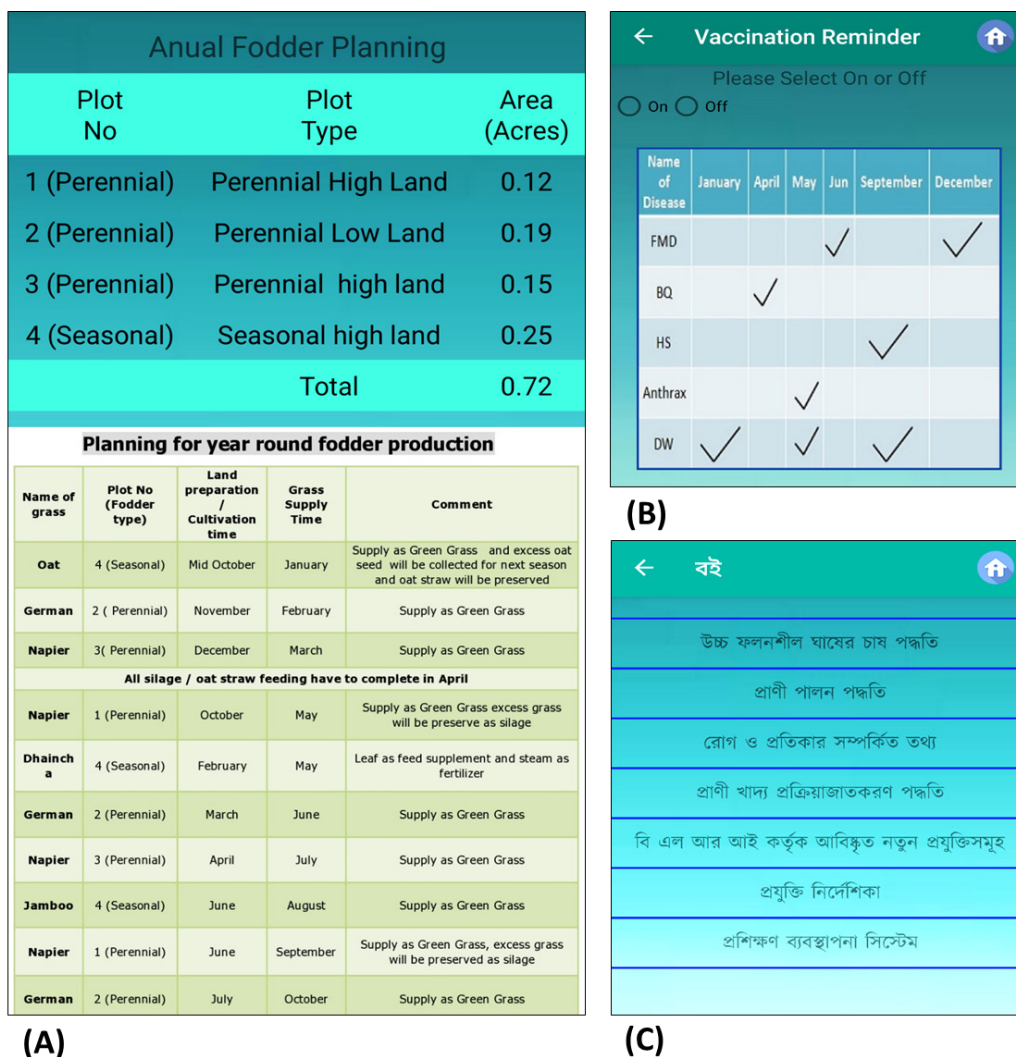 Anual Fodder Planning
Plot No	Plot Type	Area (Acres)
1 (Perennial)	Perennial High Land	0.12
2 (Perennial)	Perennial Low Land	0.19
3 (Perennial)	Perennial high land	0.15
4 (Seasonal)	Seasonal high land	0.25
Total	0.72
Planning for year round fodder production
Name of grass	Plot No (Fodder type)	Land preparation / Cultivation time	Grass Supply Time	Comment
Oat	4 (Seasonal)	Mid October	January	Supply as Green Grass and excess oat seed will be collected for next season and oat straw will be preserved
German	2 ( Perennial)	November	February	Supply as Green Grass
Napier	3( Perennial)	December	March	Supply as Green Grass
All silage / oat straw feeding have to complete in April
Napier	1 (Perennial)	October	May	Supply as Green Grass excess grass will be preserve as silage
Dhaincha	4 (Seasonal)	February	May	Leaf as feed supplement and steam as fertilizer
German	2 (Perennial)	March	June	Supply as Green Grass
Napier	3 (Perennial)	April	July	Supply as Green Grass
Jamboo	4 (Seasonal)	June	August	Supply as Green Grass
Napier	1 (Perennial)	June	September	Supply as Green Grass, excess grass will be preserved as silage
German	2 (Perennial)	July	October	Supply as Green Grass
(A)
Vaccination Reminder
Please Select On or Off
On Off
Name of Disease	January	April	May	Jun	September	December
FMD
BQ
HS
Anthrax
DW
(B)
বই
উচ্চ ফলনশীল ঘাষের চাষ পদ্ধতি
প্রাণী পালন পদ্ধতি
রোগ ও প্রতিকার সম্পর্কিত তথ্য
প্রাণী খাদ্য প্রক্রিয়াজাতকরণ পদ্ধতি
বি এল আর আই কর্তৃক আবিষ্কৃত নতুন প্রযুক্তিসমূহ
প্রযুক্তি নির্দেশিকা
প্রশিক্ষণ ব্যবস্থাপনা সিস্টেম
(C)